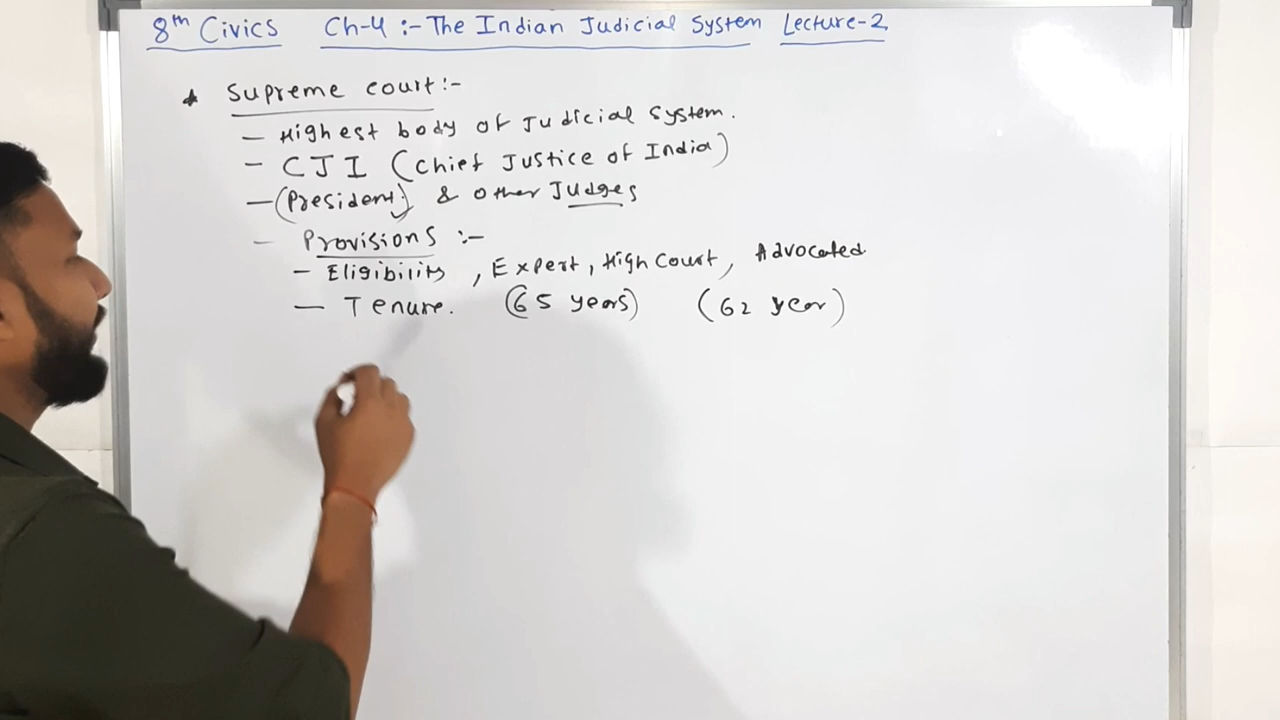 8th Civics Ch-4 :- The Indian Judicial System Lecture-2
* Supreme court :-
- Highest body of Judicial System.
- CJI (Chief Justice of India)
- (President) & other Judges
- Provisions :-
- Eligibility, Expert, High Court, Advocated
- Tenure. (65 years) (62 year)